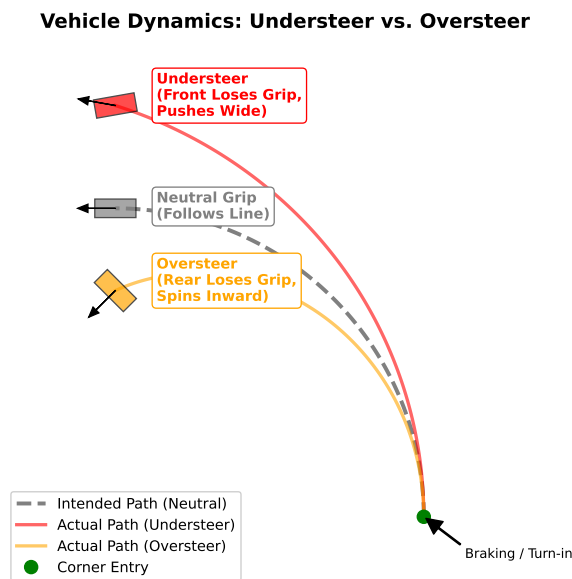 Vehicle Dynamics: Understeer vs. Oversteer
Understeer
(Front Loses Grip,
Pushes Wide)
Neutral Grip
(Follows Line)
Oversteer
(Rear Loses Grip,
Spins Inward)
Intended Path (Neutral)
Actual Path (Understeer)
Actual Path (Oversteer)
Corner Entry
Braking / Turn-in